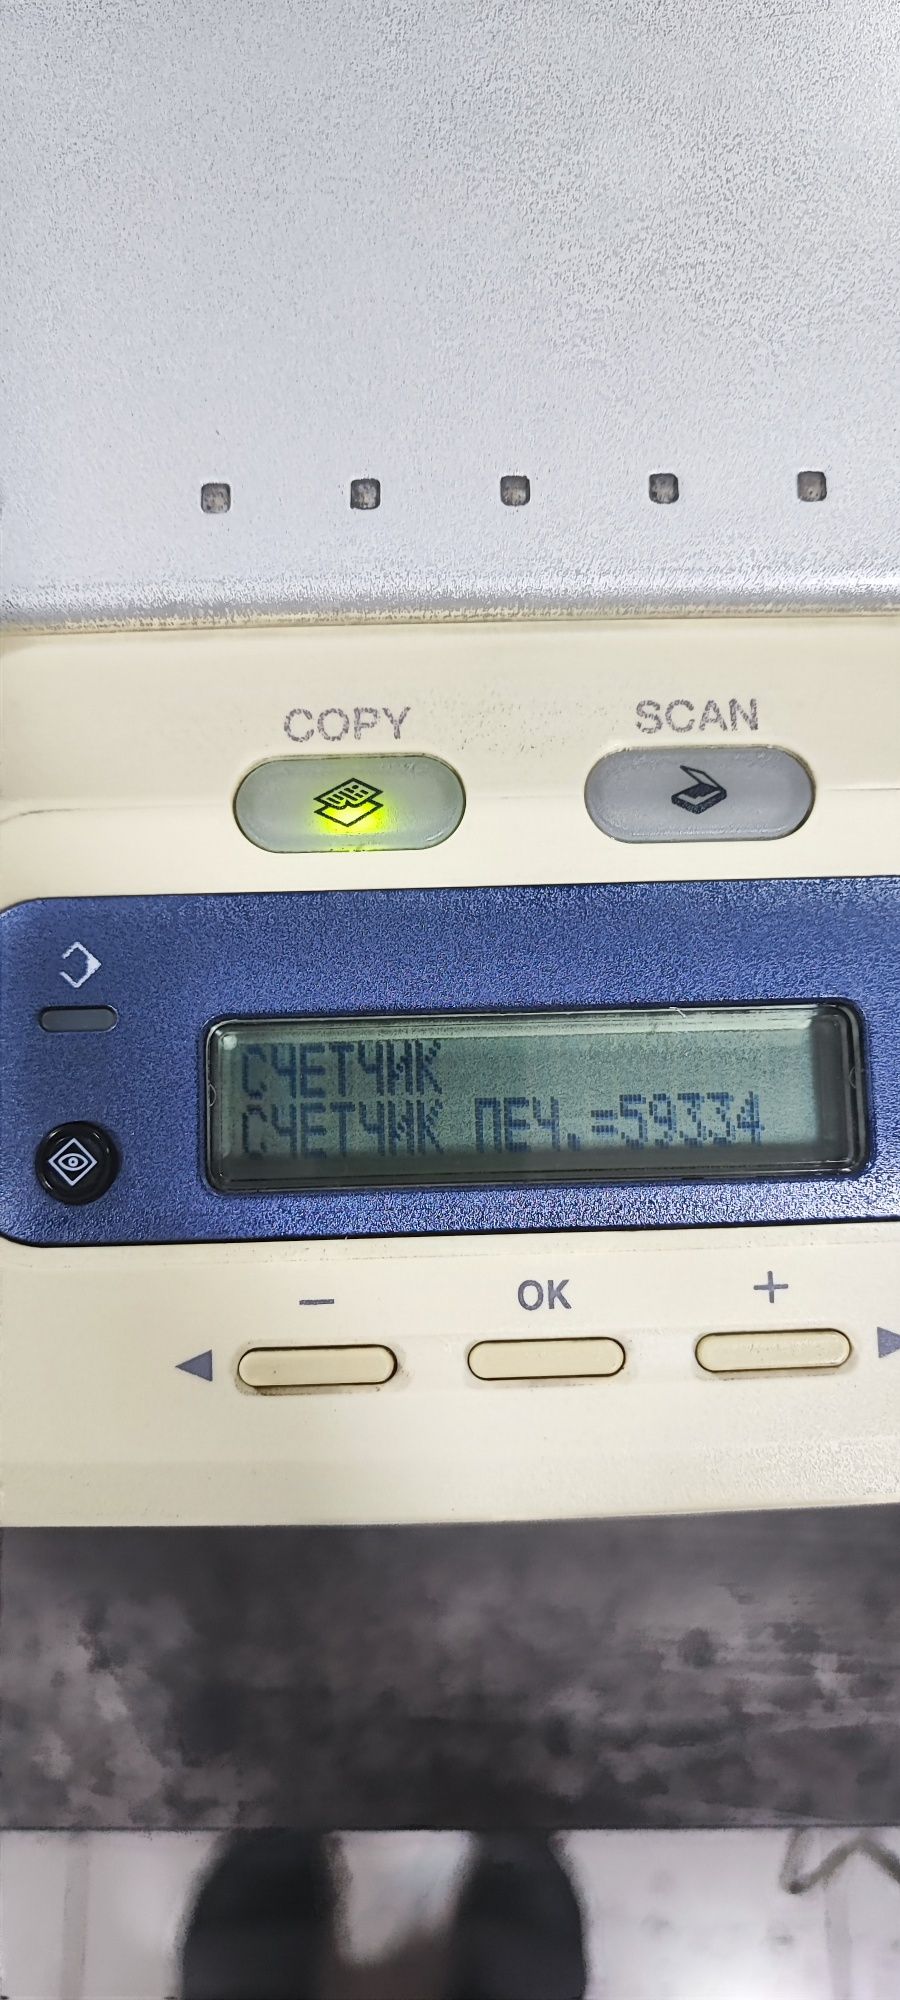 COPY SCAN
СЧЕТЧИК
СЧЕТЧИК ПЕЧ.=59334
— OK +